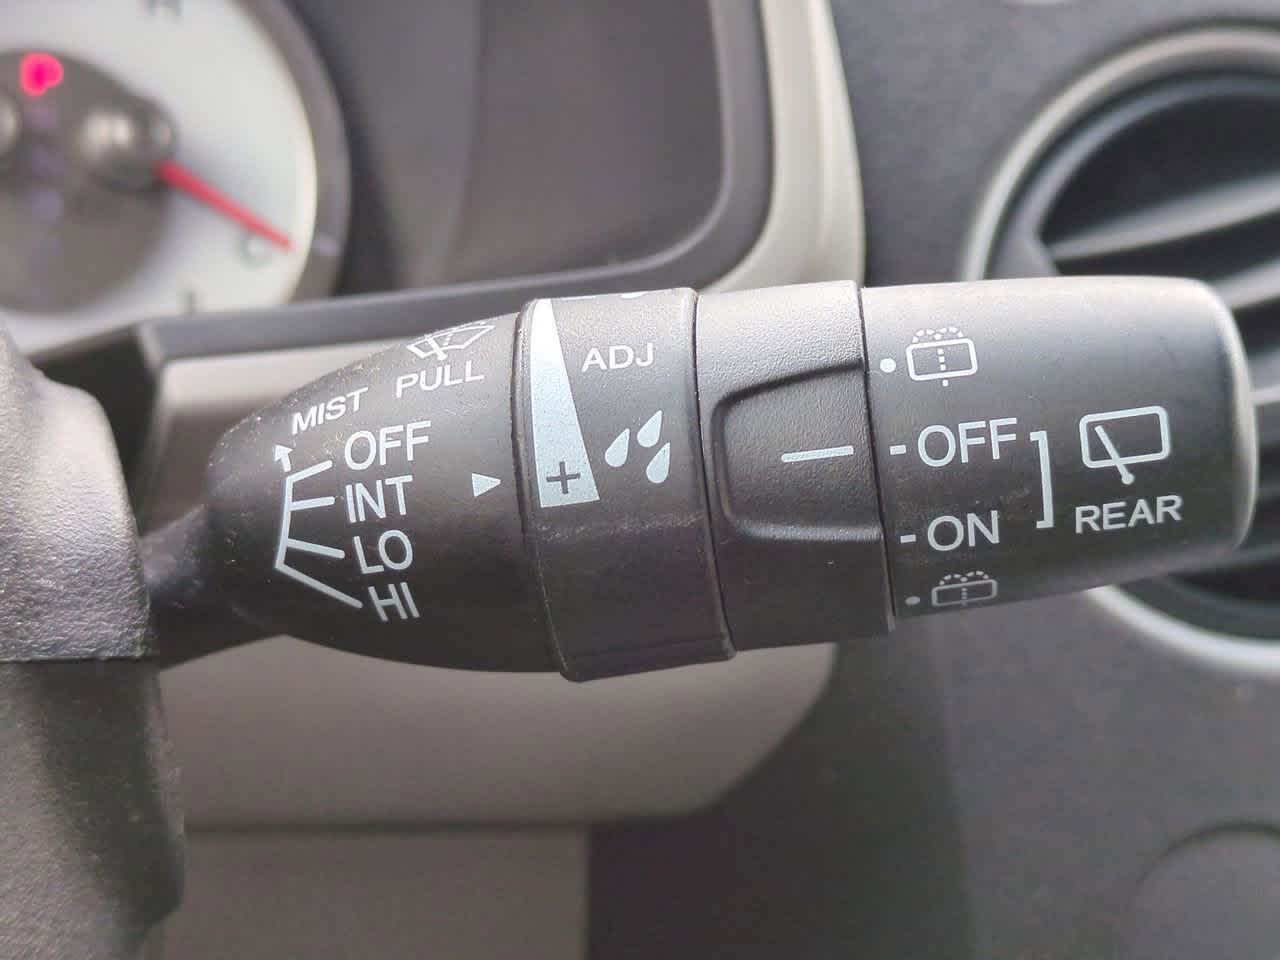 H
C
PULL
MIST
OFF
INT
LO
HI
ADJ
+
-OFF
-ON
REAR